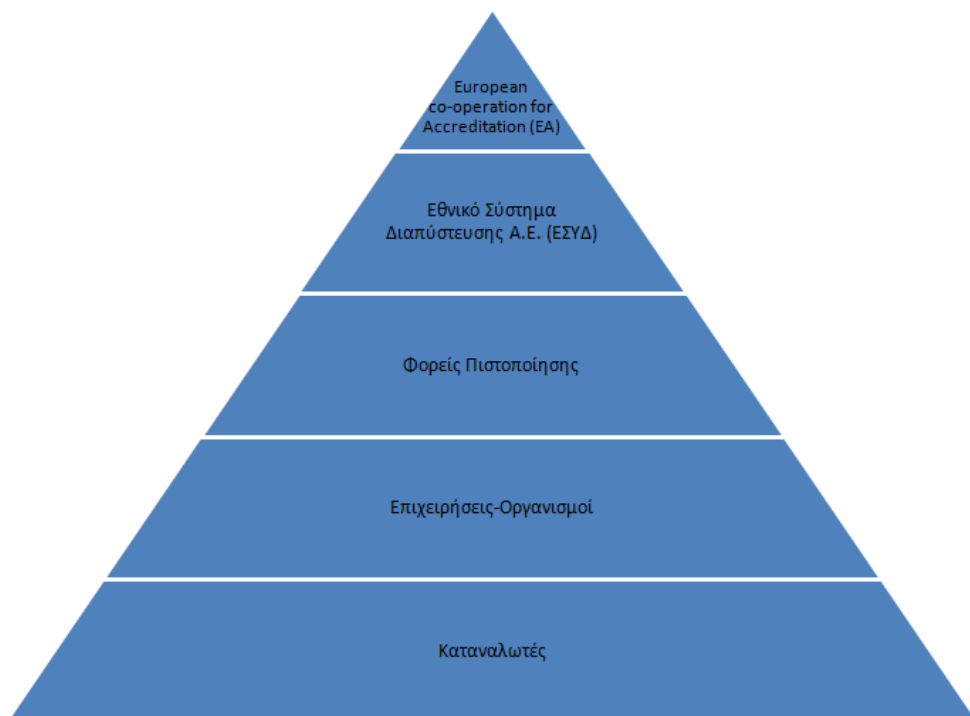 European
co-operation for
Accreditation (EA)
Εθνικό Σύστημα
Διαπύστευσης Α.Ε. (ΕΣΥΔ)
Φορείς Πιστοποίησης
Επιχειρήσεις-Οργανισμοί
Καταναλωτές